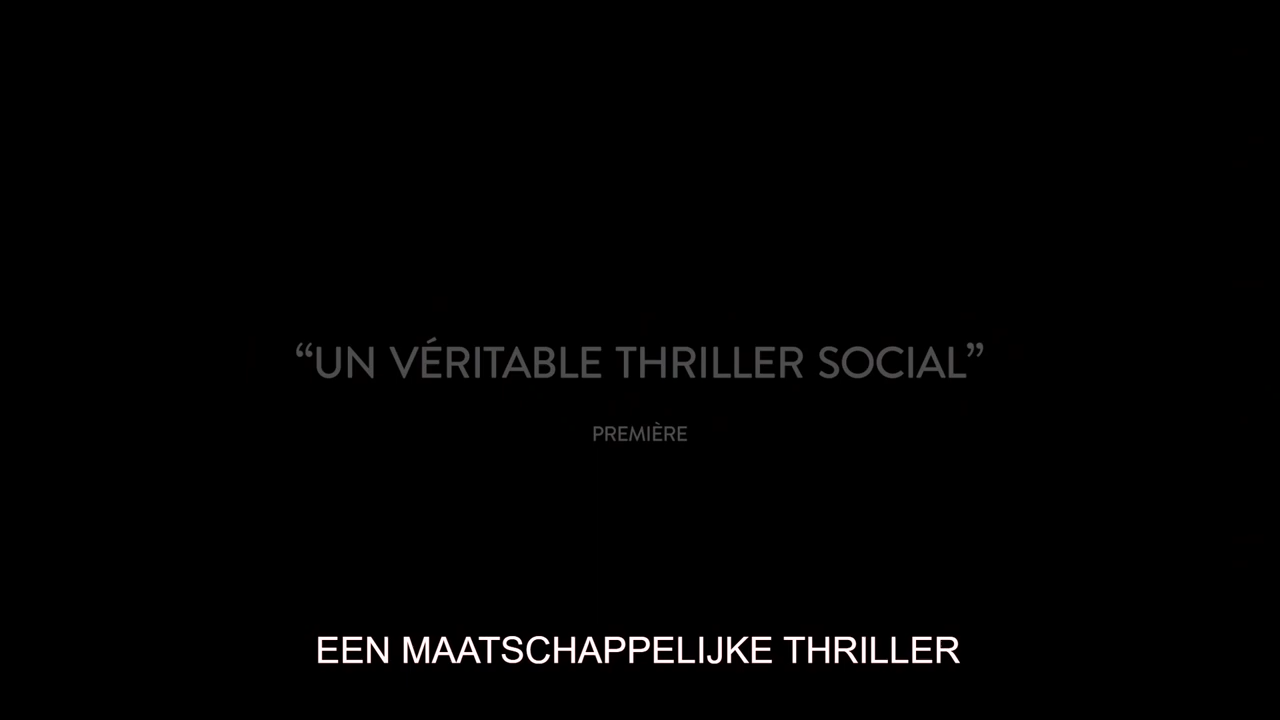 “UN VÉRITABLE THRILLER SOCIAL”
PREMIÈRE
EEN MAATSCHAPPELIJKE THRILLER